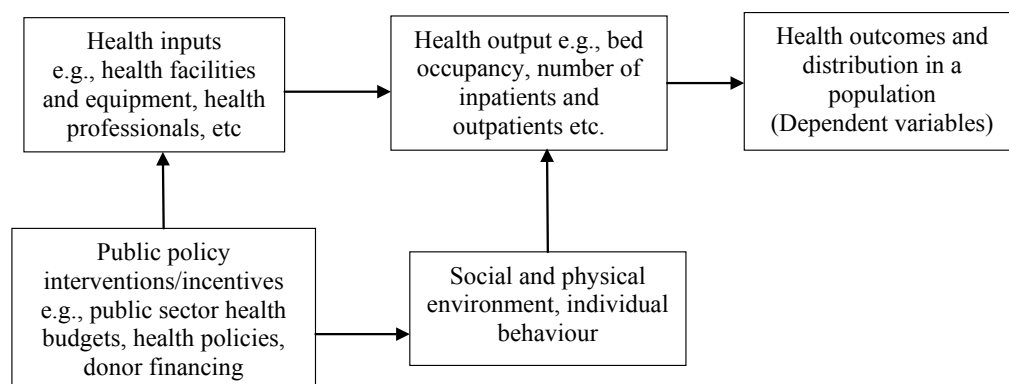 Health inputs
e.g., health facilities
and equipment, health
professionals, etc
Health output e.g., bed
occupancy, number of
inpatients and
outpatients etc.
Health outcomes and
distribution in a
population
(Dependent variables)
Public policy
interventions/incentives
e.g., public sector health
budgets, health policies,
donor financing
Social and physical
environment, individual
behaviour